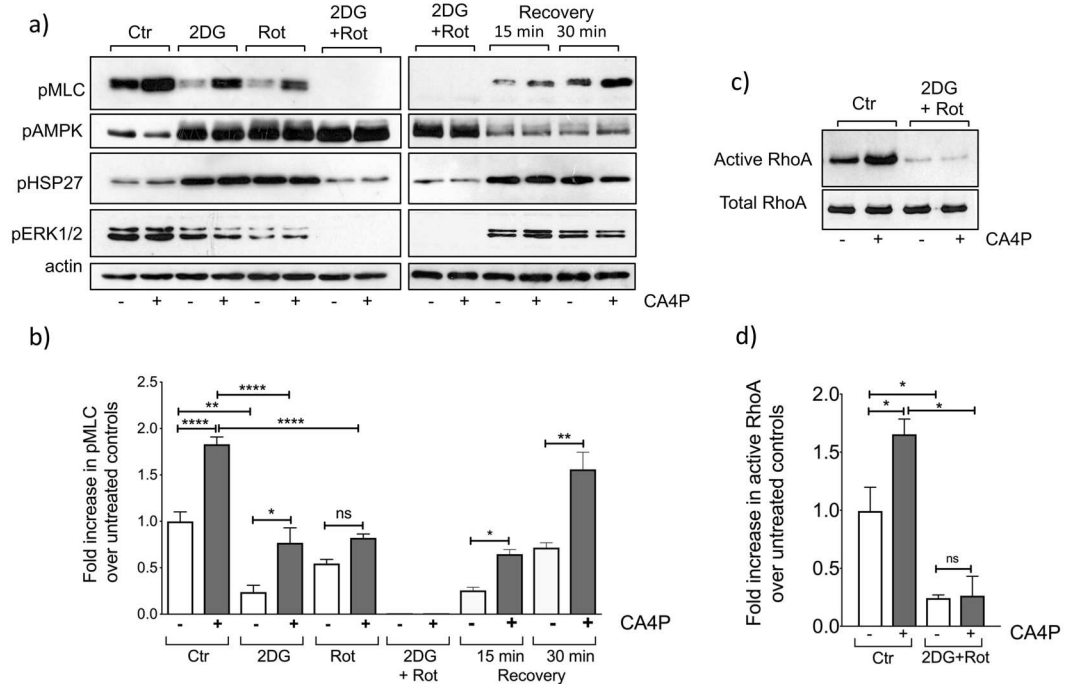 a)
Ctr 2DG Rot 2DG +Rot 2DG +Rot Recovery 15 min 30 min
pMLC
pAMPK
pHSP27
pERK1/2
actin
- + - + - + - + - + - + - + CA4P
c)
Ctr 2DG + Rot
Active RhoA
Total RhoA
- + - + CA4P
b)
Fold increase in pMLC
over untreated controls
2.5
2.0
1.5
1.0
0.5
0.0
****
**
****
****
*
ns
*
**
- + - + - + - + - + - + CA4P
Ctr 2DG Rot 2DG + Rot 15 min 30 min
Recovery
d)
Fold increase in active RhoA
over untreated controls
2.0
1.5
1.0
0.5
0.0
*
*
*
ns
- + - + CA4P
Ctr 2DG+Rot